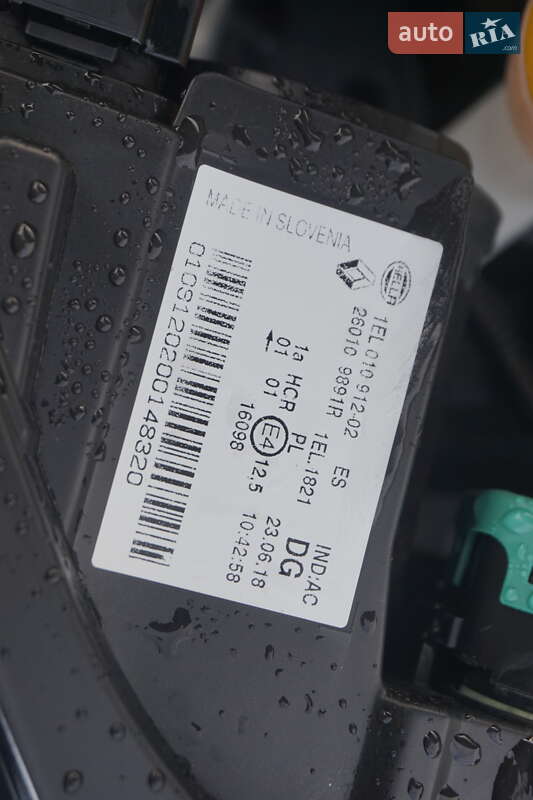 auto RIA.com
MADE IN SLOVENIA
HELLA
1EL 010 912-02 ES IND:AC
26010 9891R 1EL.1821 DG
1a HCR PL 23.06.18
01 01 E4 12,5 10:42:58
16098
0109120200148320